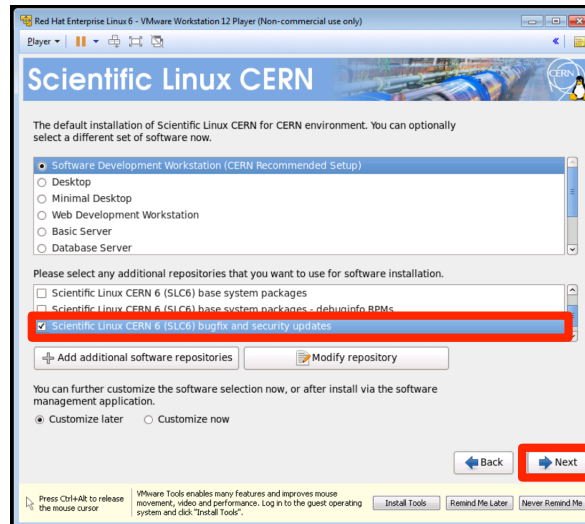 Red Hat Enterprise Linux 6 - VMware Workstation 12 Player (Non-commercial use only)
Player
Scientific Linux CERN
CERN
The default installation of Scientific Linux CERN for CERN environment. You can optionally
select a different set of software now.
Software Development Workstation (CERN Recommended Setup)
Desktop
Minimal Desktop
Web Development Workstation
Basic Server
Database Server
Please select any additional repositories that you want to use for software installation.
Scientific Linux CERN 6 (SLC6) base system packages
Scientific Linux CERN 6 (SLC6) base system packages - debuginfo RPMs
Scientific Linux CERN 6 (SLC6) bugfix and security updates
Add additional software repositories
Modify repository
You can further customize the software selection now, or after install via the software
management application.
Customize later
Customize now
Back
Next
Press Ctrl+Alt to release
the mouse cursor
VMware Tools enables many features and improves mouse
movement, video and performance. Log in to the guest operating
system and click "Install Tools".
Install Tools
Remind Me Later
Never Remind Me